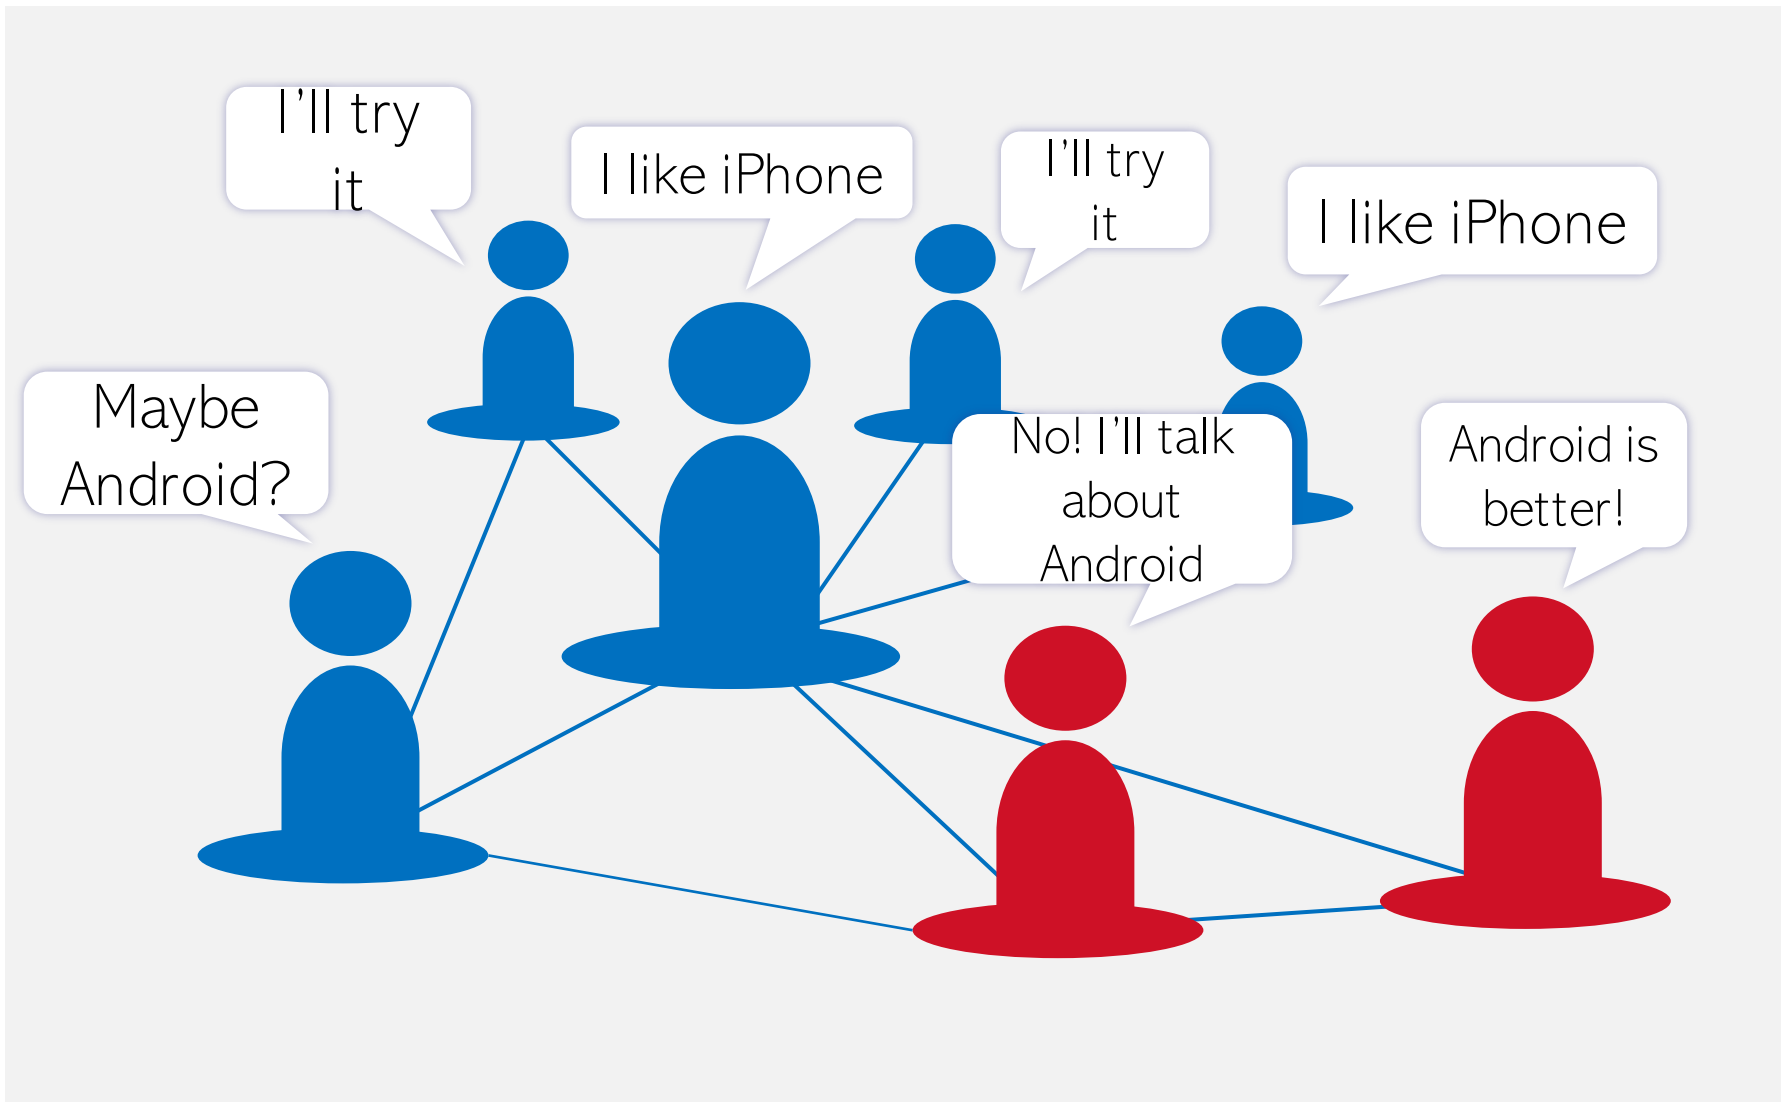 I'll try
it
I like iPhone
I'll try
it
I like iPhone
Maybe
Android?
No! I'll talk
about
Android
Android is
better!